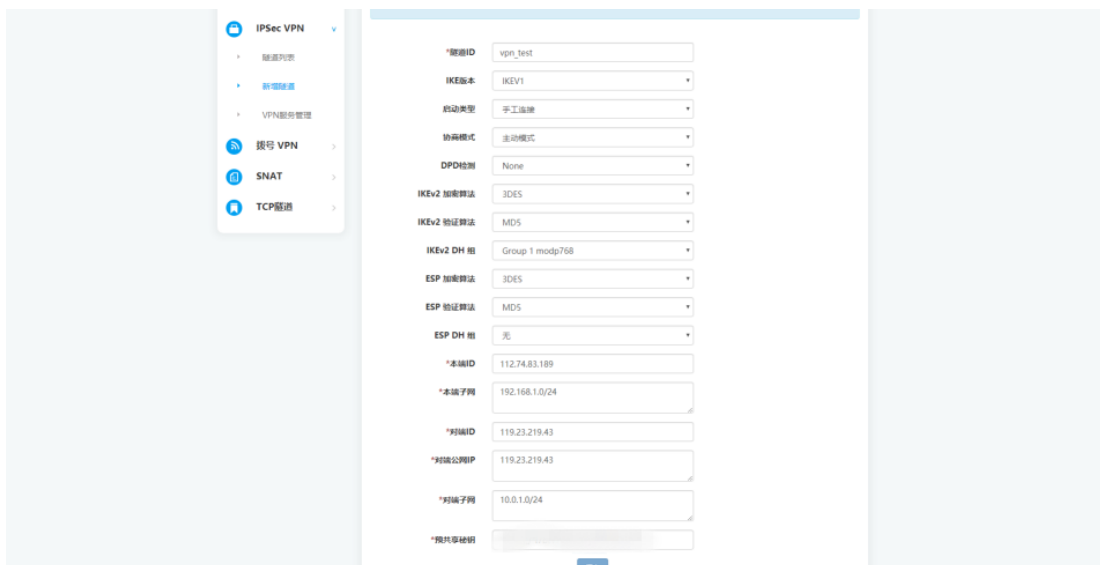 IPSec VPN
隧道列表
新增隧道
VPN服务管理
拨号 VPN
SNAT
TCP隧道
*隧道ID vpn_test
IKE版本 IKEV1
启动类型 手工连接
协商模式 主动模式
DPD检测 None
IKEv2 加密算法 3DES
IKEv2 验证算法 MD5
IKEv2 DH 组 Group 1 modp768
ESP 加密算法 3DES
ESP 验证算法 MD5
ESP DH 组 无
*本端ID 112.74.83.189
*本端子网 192.168.1.0/24
*对端ID 119.23.219.43
*对端公网IP 119.23.219.43
*对端子网 10.0.1.0/24
*预共享秘钥